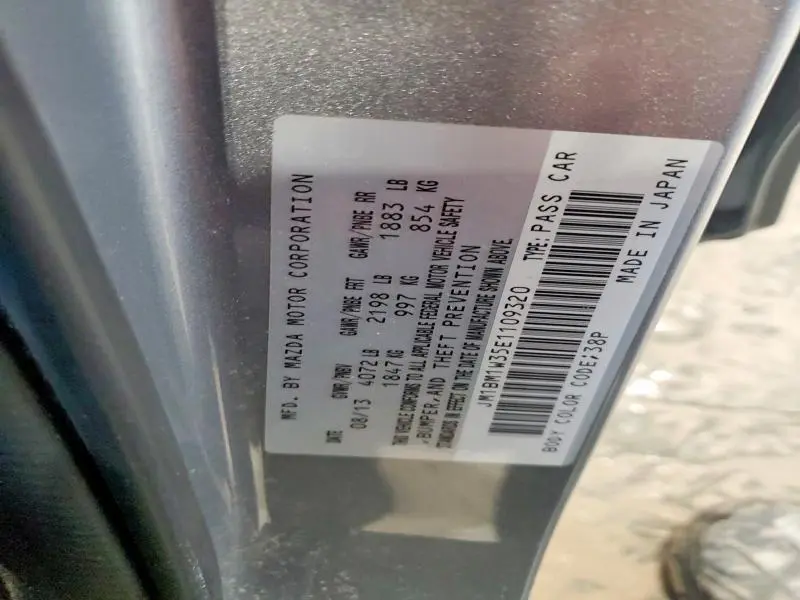 MFD. BY MAZDA MOTOR CORPORATION
DATE GVWR/PNBV GAWR/PNBE FRT GAWR/PNBE RR
08/13 4072 LB 2198 LB 1883 LB
1847 KG 997 KG 854 KG
THIS VEHICLE CONFORMS TO ALL APPLICABLE FEDERAL MOTOR VEHICLE SAFETY
,BUMPER,AND THEFT PREVENTION
STANDARDS IN EFFECT ON THE DATE OF MANUFACTURE SHOWN ABOVE
JM1BM1W35E1109320 TYPE:PASS CAR
BODY COLOR CODE;38P MADE IN JAPAN